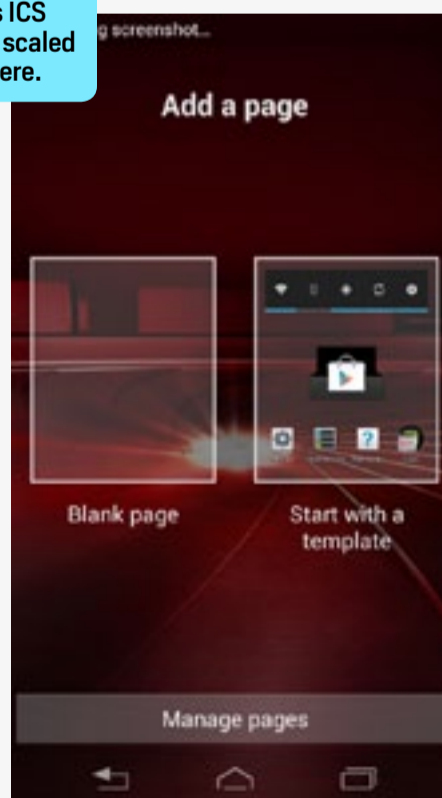 s ICS
scaled
ere.
g screenshot...
Add a page
Blank page
Start with a
template
Manage pages